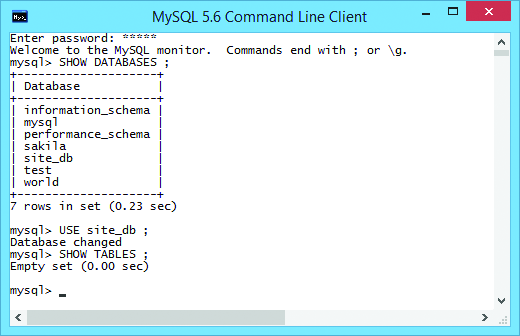 MySQL 5.6 Command Line Client
Enter password: *****
Welcome to the MySQL monitor.  Commands end with ; or \g.
mysql> SHOW DATABASES ;
+--------------------+
| Database           |
+--------------------+
| information_schema |
| mysql              |
| performance_schema |
| sakila             |
| site_db            |
| test               |
| world              |
+--------------------+
7 rows in set (0.23 sec)
mysql> USE site_db ;
Database changed
mysql> SHOW TABLES ;
Empty set (0.00 sec)
mysql> _